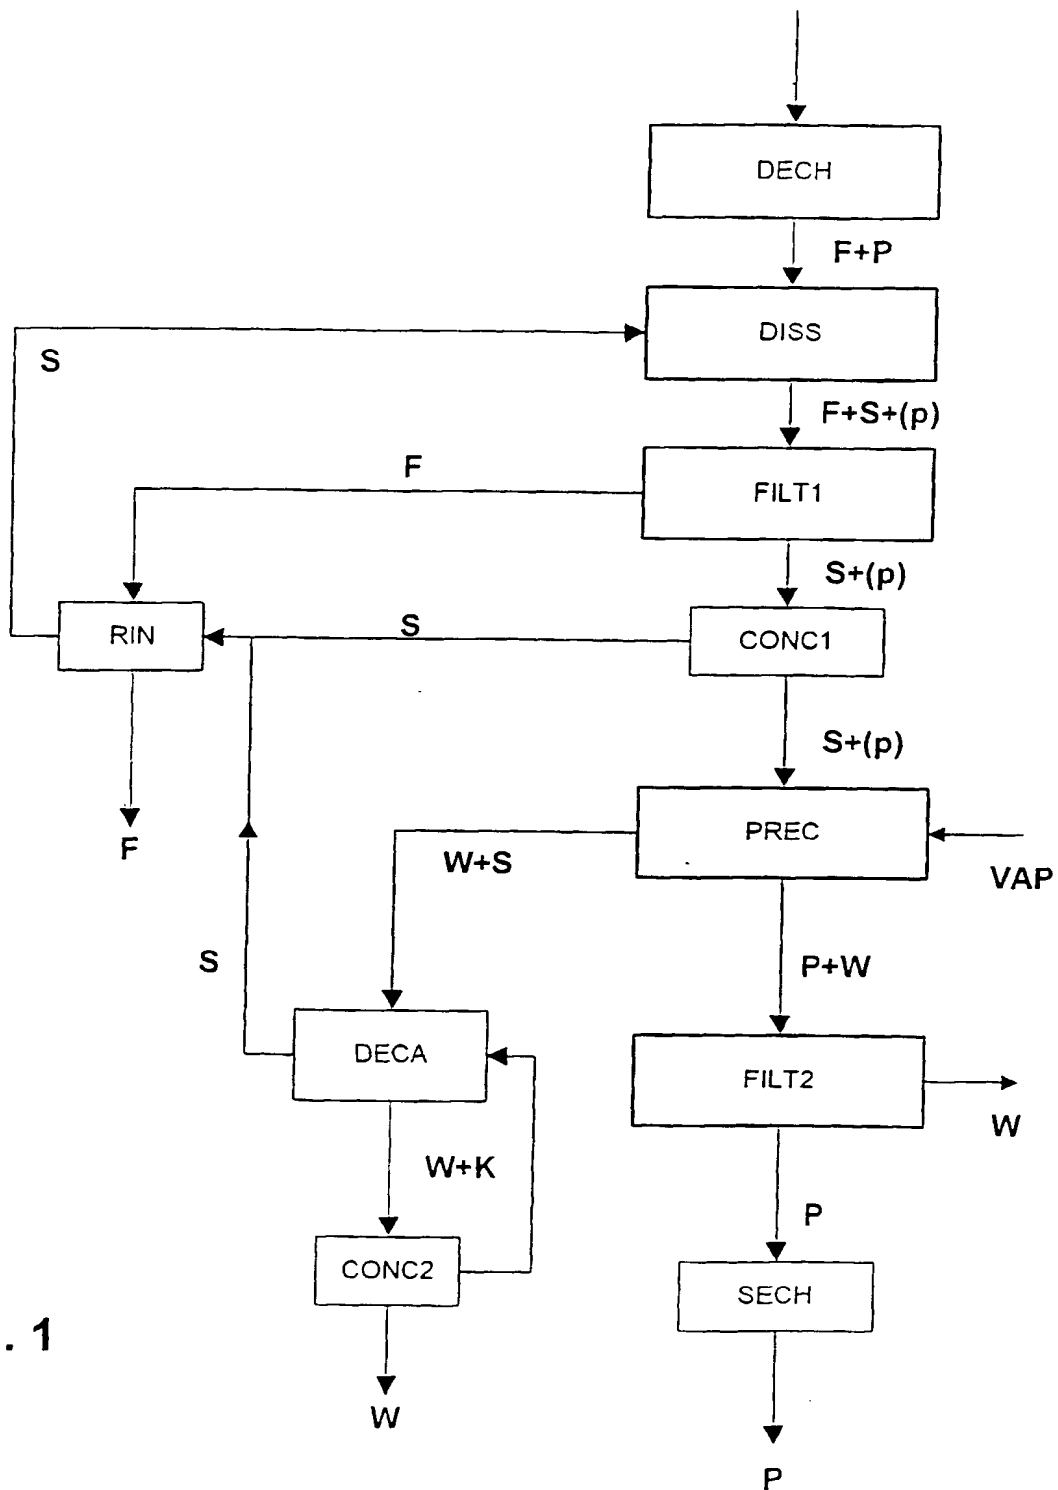 DECH
F+P
DISS
S
F+S+(p)
F
FILT1
S+(p)
RIN
S
CONC1
S+(p)
F
PREC
W+S
VAP
S
P+W
DECA
FILT2
W
W+K
P
CONC2
SECH
. 1
W
P